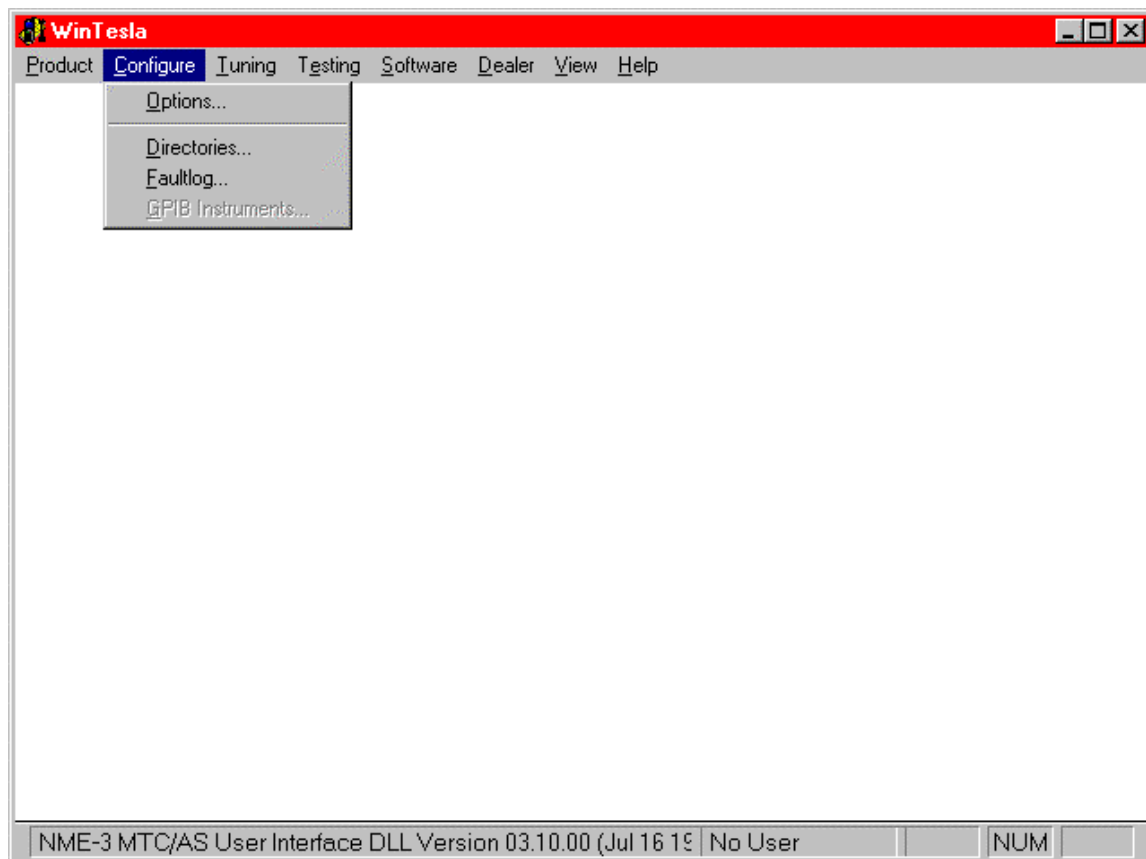 WinTesla
Product Configure Tuning Testing Software Dealer View Help
Options...
Directories...
Faultlog...
GPIB Instruments...
NME-3 MTC/AS User Interface DLL Version 03.10.00 (Jul 16 19 No User NUM